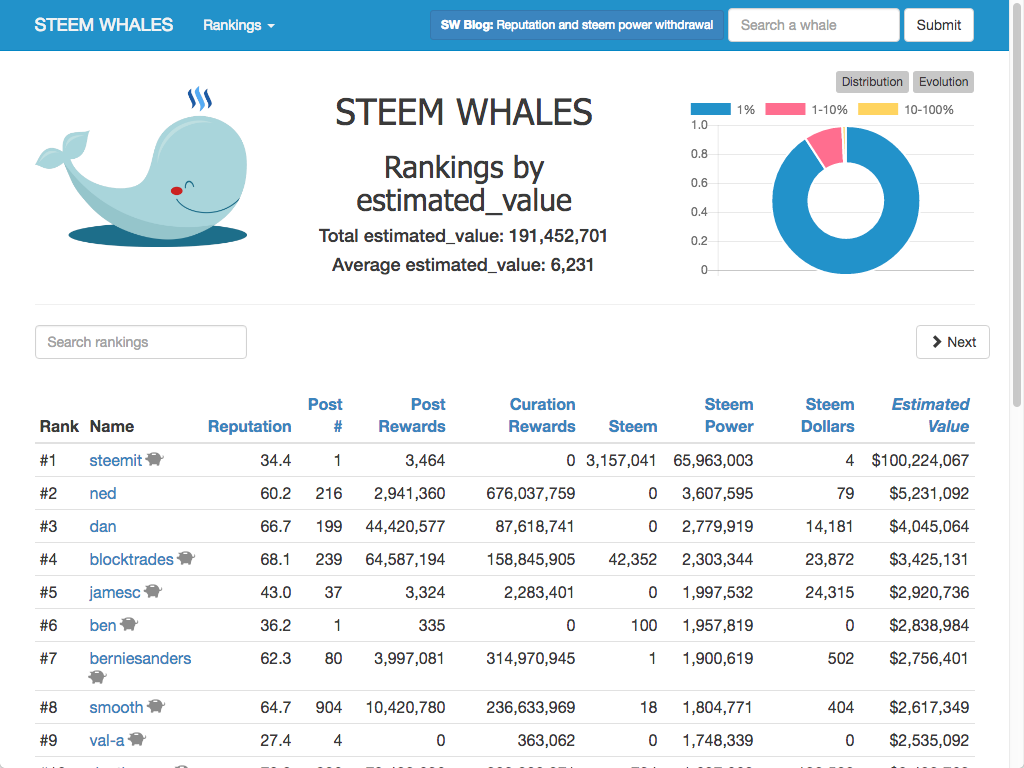 STEEM WHALES Rankings SW Blog: Reputation and steem power withdrawal Search a whale Submit
Distribution Evolution
1% 1-10% 10-100%
STEEM WHALES
Rankings by
estimated_value
Total estimated_value: 191,452,701
Average estimated_value: 6,231
1.0
0.8
0.6
0.4
0.2
0
Search rankings Next
Rank Name Reputation Post # Post Rewards Curation Rewards Steem Steem Power Steem Dollars Estimated Value
#1 steemit 34.4 1 3,464 0 3,157,041 65,963,003 4 $100,224,067
#2 ned 60.2 216 2,941,360 676,037,759 0 3,607,595 79 $5,231,092
#3 dan 66.7 199 44,420,577 87,618,741 0 2,779,919 14,181 $4,045,064
#4 blocktrades 68.1 239 64,587,194 158,845,905 42,352 2,303,344 23,872 $3,425,131
#5 jamesc 43.0 37 3,324 2,283,401 0 1,997,532 24,315 $2,920,736
#6 ben 36.2 1 335 0 100 1,957,819 0 $2,838,984
#7 berniesanders 62.3 80 3,997,081 314,970,945 1 1,900,619 502 $2,756,401
#8 smooth 64.7 904 10,420,780 236,633,969 18 1,804,771 404 $2,617,349
#9 val-a 27.4 4 0 363,062 0 1,748,339 0 $2,535,092